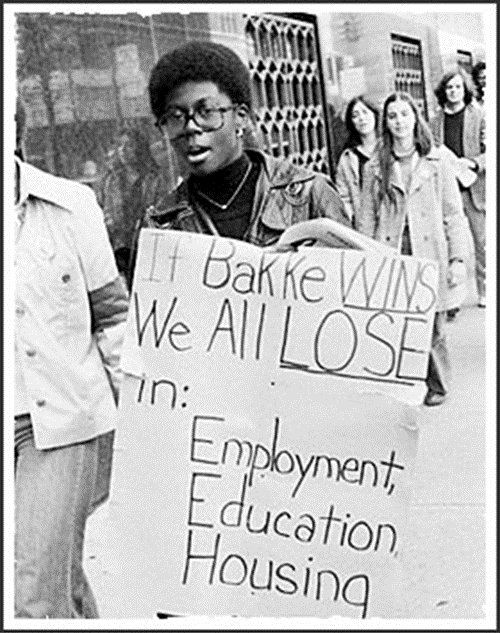 If Bakke WINS
We All LOSE
in:
Employment,
Education,
Housing